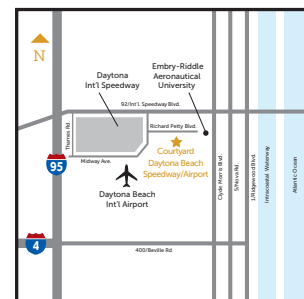 N
Daytona
Int'l Speedway
Embry-Riddle
Aeronautical
University
92/Int'l. Speedway Blvd.
Richard Petty Blvd.
Thames Rd.
Midway Ave.
Courtyard
Daytona Beach
Speedway/Airport
95
Daytona Beach
Int'l Airport
Clyde Morris Blvd.
5/Nova Rd.
1/Ridgewood Blvd.
Intracoastal Waterway
Atlantic Ocean
4
400/Beville Rd.